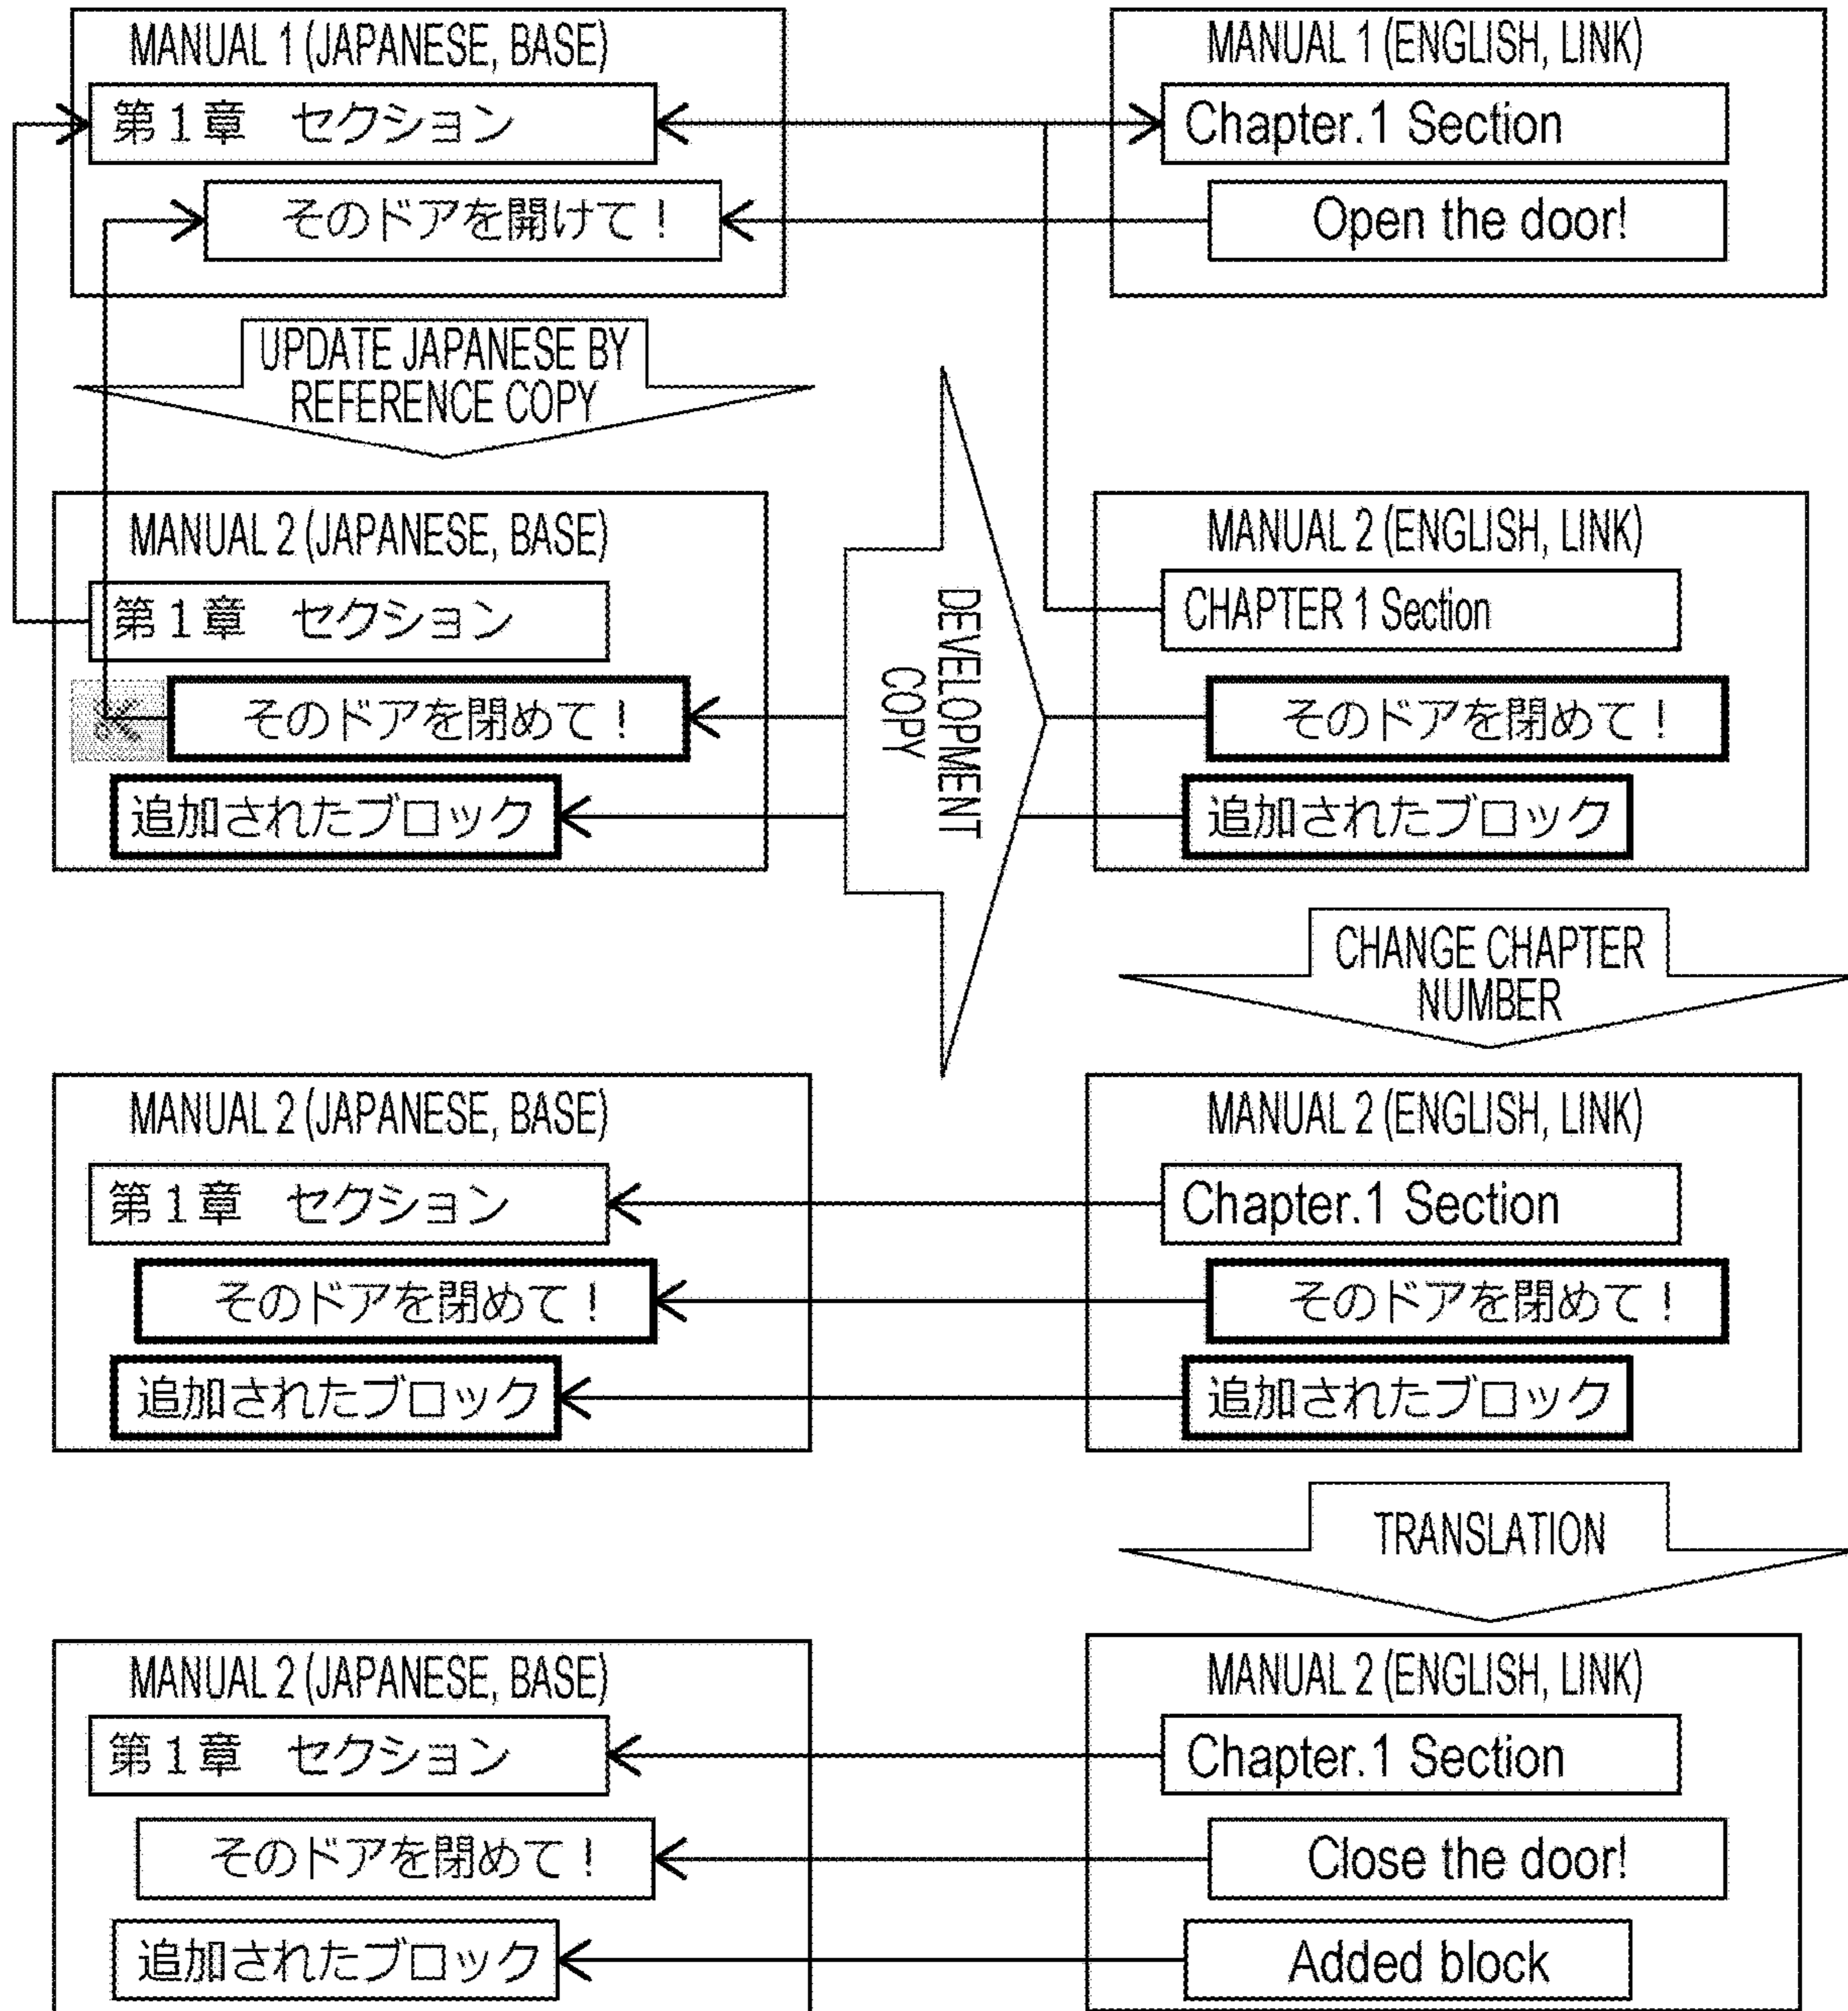 MANUAL 1 (JAPANESE, BASE)
第1章 セクション
そのドアを開けて!
MANUAL 1 (ENGLISH, LINK)
Chapter.1 Section
Open the door!
UPDATE JAPANESE BY
REFERENCE COPY
MANUAL 2 (JAPANESE, BASE)
第1章 セクション
そのドアを閉めて!
追加されたブロック
DEVELOPMENT
COPY
MANUAL 2 (ENGLISH, LINK)
CHAPTER 1 Section
そのドアを閉めて!
追加されたブロック
CHANGE CHAPTER
NUMBER
MANUAL 2 (JAPANESE, BASE)
第1章 セクション
そのドアを閉めて!
追加されたブロック
MANUAL 2 (ENGLISH, LINK)
Chapter.1 Section
そのドアを閉めて!
追加されたブロック
TRANSLATION
MANUAL 2 (JAPANESE, BASE)
第1章 セクション
そのドアを閉めて!
追加されたブロック
MANUAL 2 (ENGLISH, LINK)
Chapter.1 Section
Close the door!
Added block